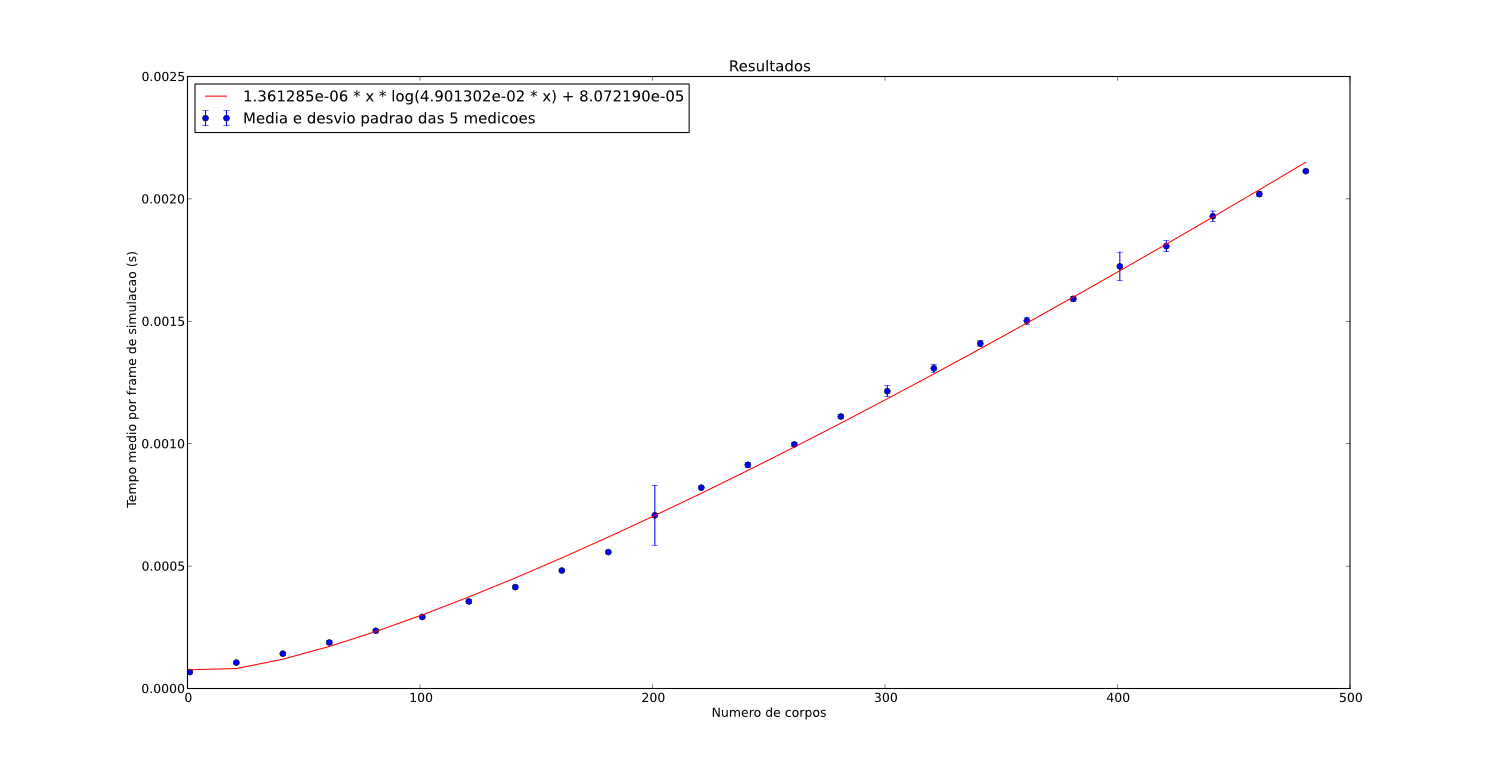 Resultados
1.361285e-06 * x * log(4.901302e-02 * x) + 8.072190e-05
Media e desvio padrao das 5 medicoes
0.0025
0.0020
0.0015
0.0010
0.0005
0.0000
Tempo medio por frame de simulacao (s)
0 100 200 300 400 500
Numero de corpos